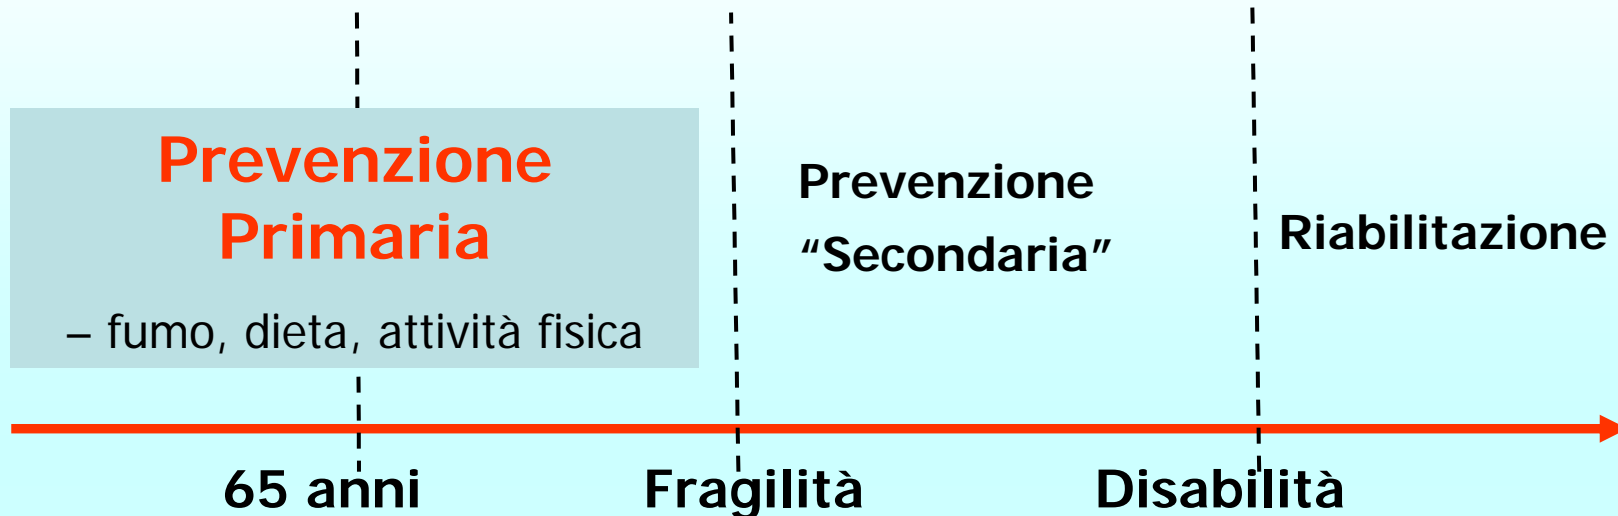 Prevenzione
Primaria
– fumo, dieta, attività fisica
Prevenzione
“Secondaria”
Riabilitazione
65 anni
Fragilità
Disabilità